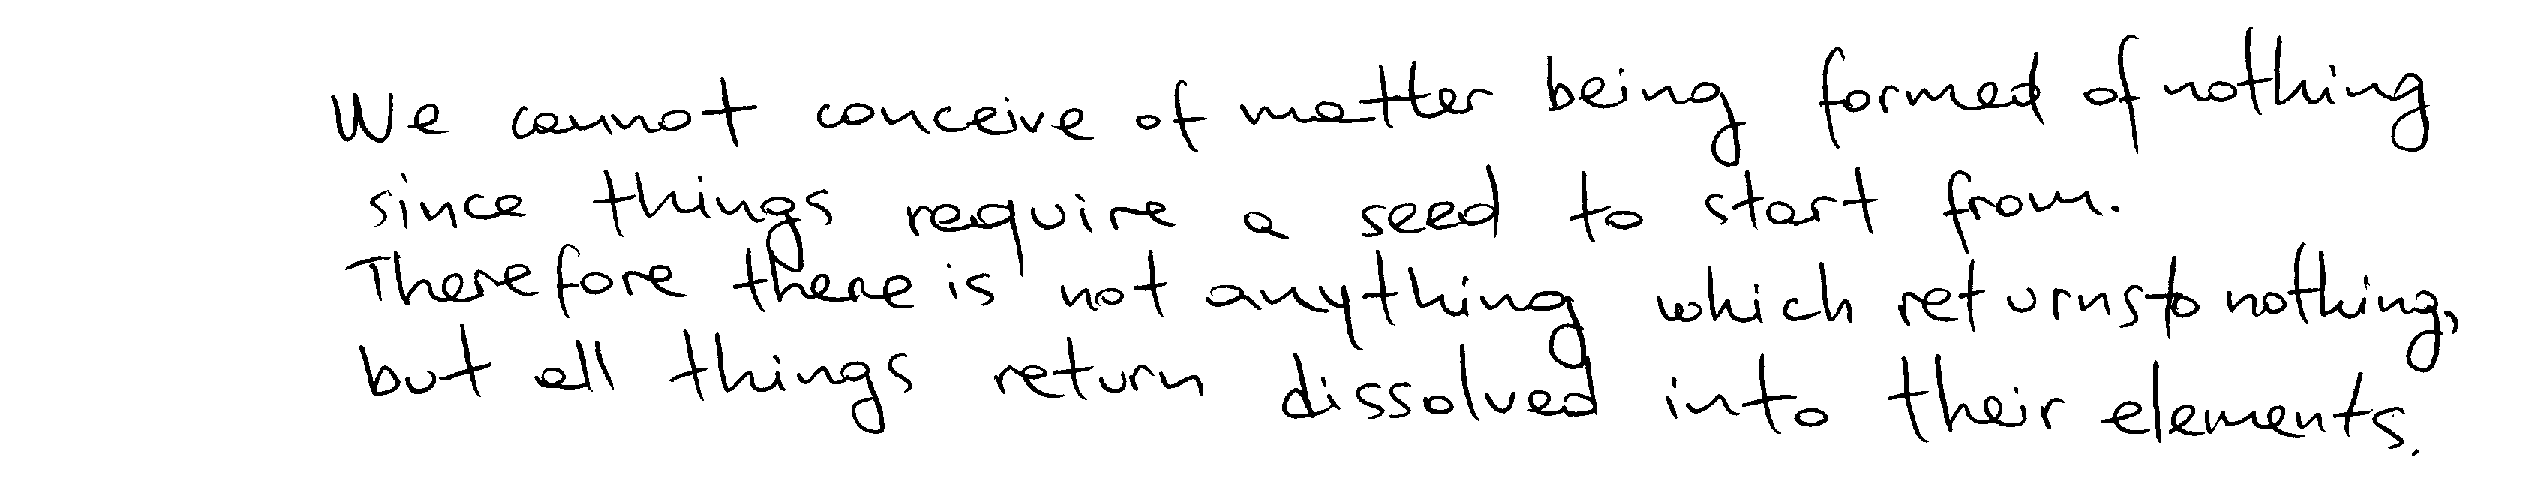 We cannot conceive of matter being formed of nothing
since things require a seed to start from.
Therefore there is not anything which returns to nothing,
but all things return dissolved into their elements.